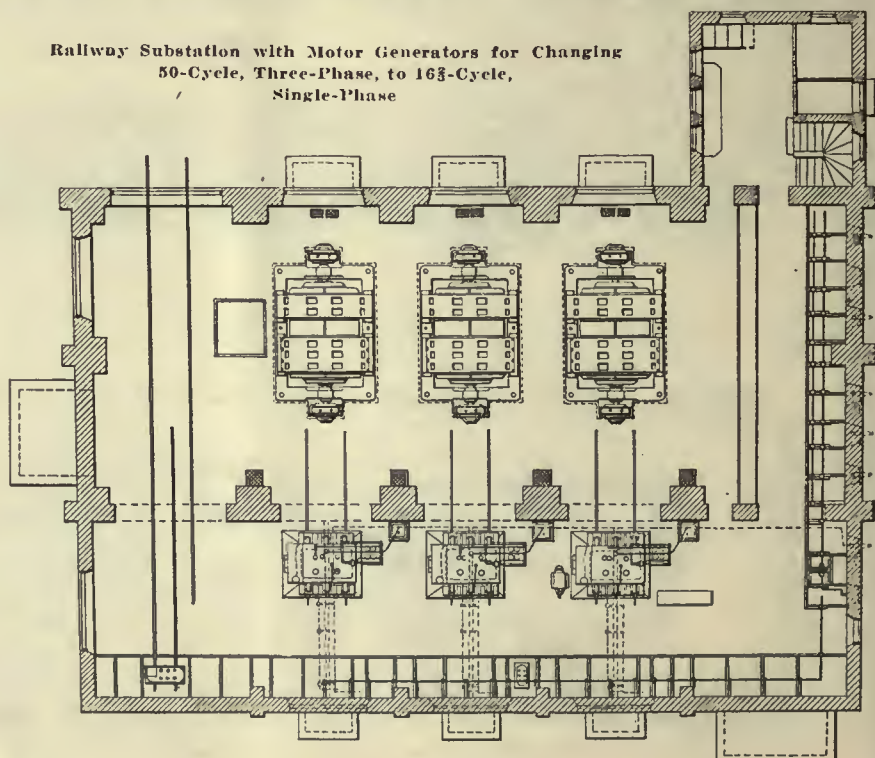 Railway Substation with Motor Generators for Changing
50-Cycle, Three-Phase, to 16⅔-Cycle,
Single-Phase